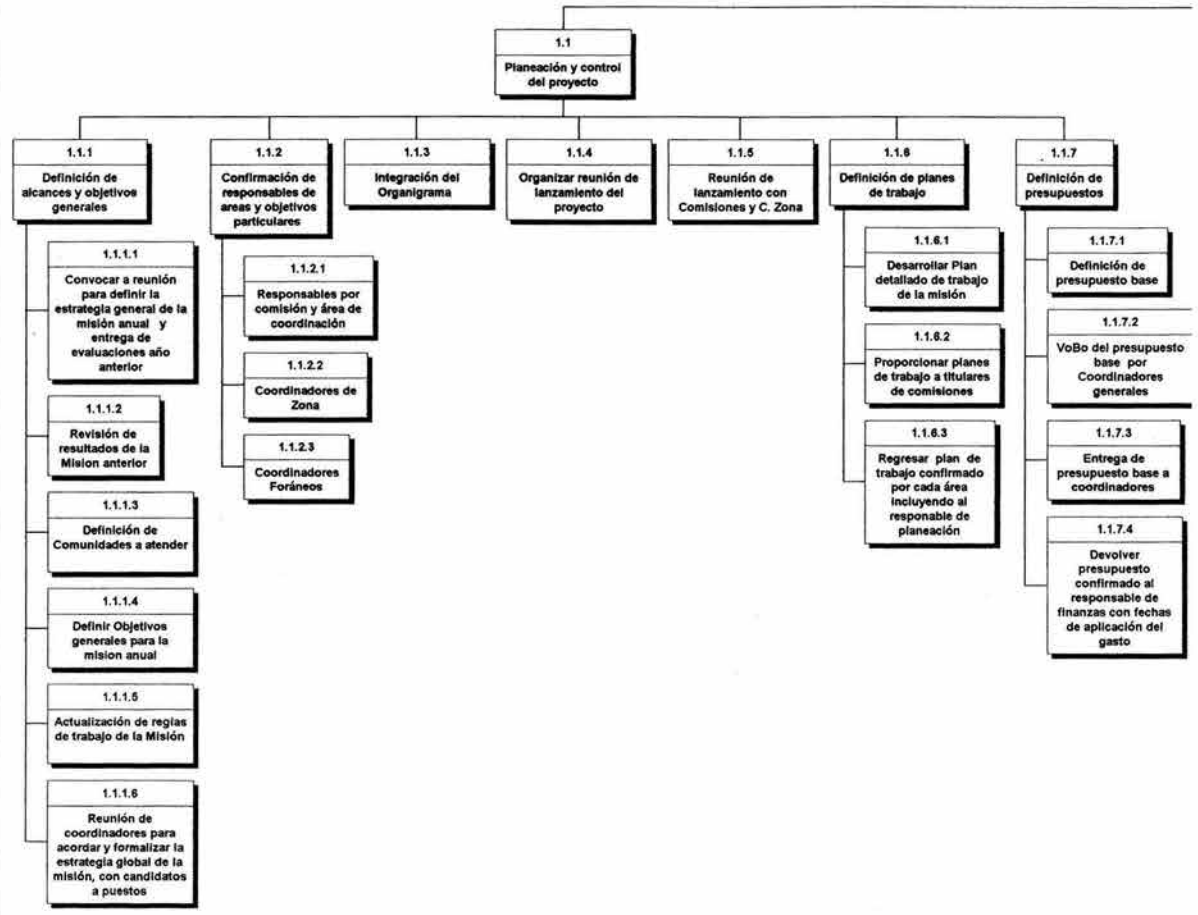 1.1
Planeación y control
del proyecto
1.1.1
Definición de
alcances y objetivos
generales
1.1.2
Confirmación de
responsables de
areas y objetivos
particulares
1.1.3
Integración del
Organigrama
1.1.4
Organizar reunión de
lanzamiento del
proyecto
1.1.5
Reunión de
lanzamiento con
Comisiones y C. Zona
1.1.6
Definición de planes
de trabajo
1.1.7
Definición de
presupuestos
1.1.1.1
Convocar a reunión
para definir la
estrategia general de la
misión anual y
entrega de
evaluaciones año
anterior
1.1.1.2
Revisión de
resultados de la
Mision anterior
1.1.1.3
Definición de
Comunidades a atender
1.1.1.4
Definir Objetivos
generales para la
mision anual
1.1.1.5
Actualización de reglas
de trabajo de la Misión
1.1.1.6
Reunión de
coordinadores para
acordar y formalizar la
estrategia global de la
misión, con candidatos
a puestos
1.1.2.1
Responsables por
comisión y área de
coordinación
1.1.2.2
Coordinadores de
Zona
1.1.2.3
Coordinadores
Foráneos
1.1.6.1
Desarrollar Plan
detallado de trabajo
de la misión
1.1.6.2
Proporcionar planes
de trabajo a titulares
de comisiones
1.1.6.3
Regresar plan de
trabajo confirmado
por cada área
incluyendo al
responable de
planeación
1.1.7.1
Definición de
presupuesto base
1.1.7.2
VoBo del presupuesto
base por
Coordinadores
generales
1.1.7.3
Entrega de
presupuesto base a
coordinadores
1.1.7.4
Devolver
presupuesto
confirmado al
responsable de
finanzas con fechas
de aplicación del
gasto